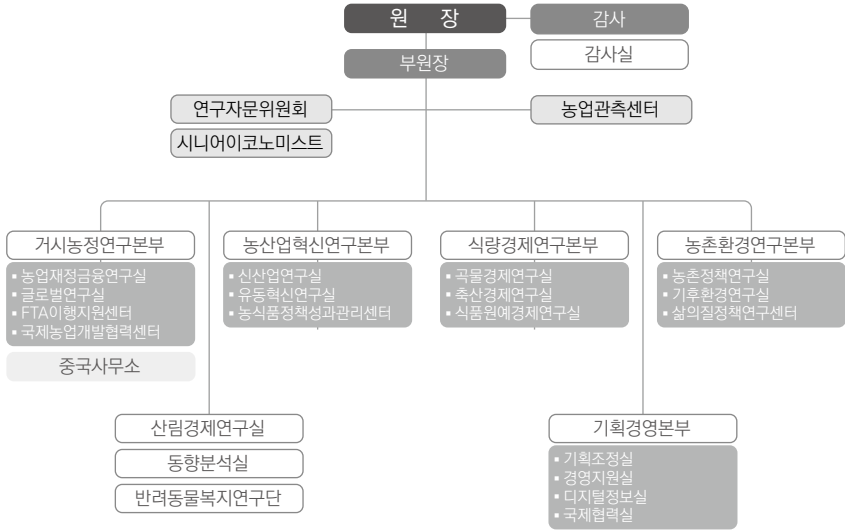 원 장
감사
감사실
부원장
연구자문위원회
농업관측센터
시니어이코노미스트
거시농정연구본부
▪ 농업재정금융연구실
▪ 글로벌연구실
▪ FTA이행지원센터
▪ 국제농업개발협력센터
중국사무소
농산업혁신연구본부
▪ 신산업연구실
▪ 유통혁신연구실
▪ 농식품정책성과관리센터
식량경제연구본부
▪ 곡물경제연구실
▪ 축산경제연구실
▪ 식품원예경제연구실
농촌환경연구본부
▪ 농촌정책연구실
▪ 기후환경연구실
▪ 삶의질정책연구센터
산림경제연구실
동향분석실
반려동물복지연구단
기획경영본부
▪ 기획조정실
▪ 경영지원실
▪ 디지털정보실
▪ 국제협력실